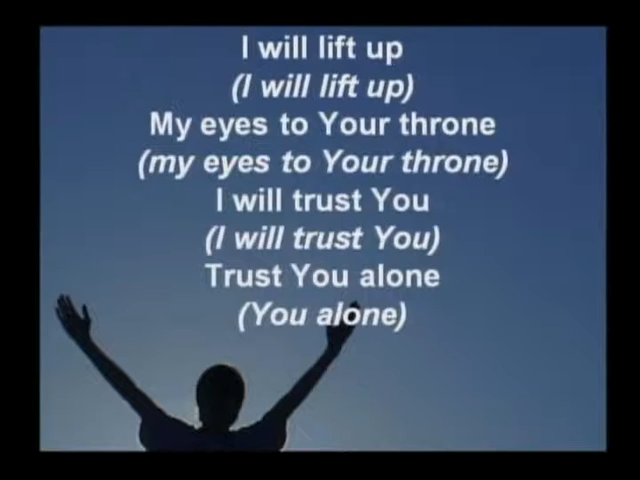 I will lift up
(I will lift up)
My eyes to Your throne
(my eyes to Your throne)
I will trust You
(I will trust You)
Trust You alone
(You alone)